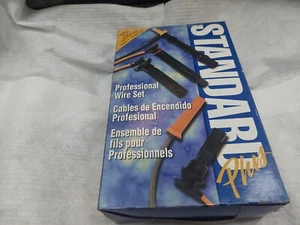 STANDARD
Plus
Professional
Wire Set
Cables de Encendido
Profesional
Ensemble de
fils pour
Professionnels